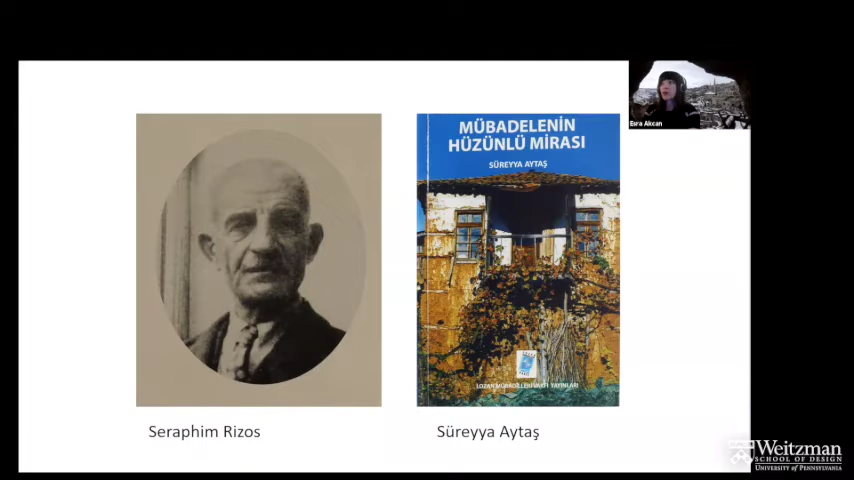 Esra Akcan
MÜBADELENİN
HÜZÜNLÜ MİRASI
SÜREYYA AYTAŞ
LOZAN MÜBADİLLERİ VAKFI YAYINLARI
Seraphim Rizos
Süreyya Aytaş
Weitzman
SCHOOL OF DESIGN
UNIVERSITY of PENNSYLVANIA